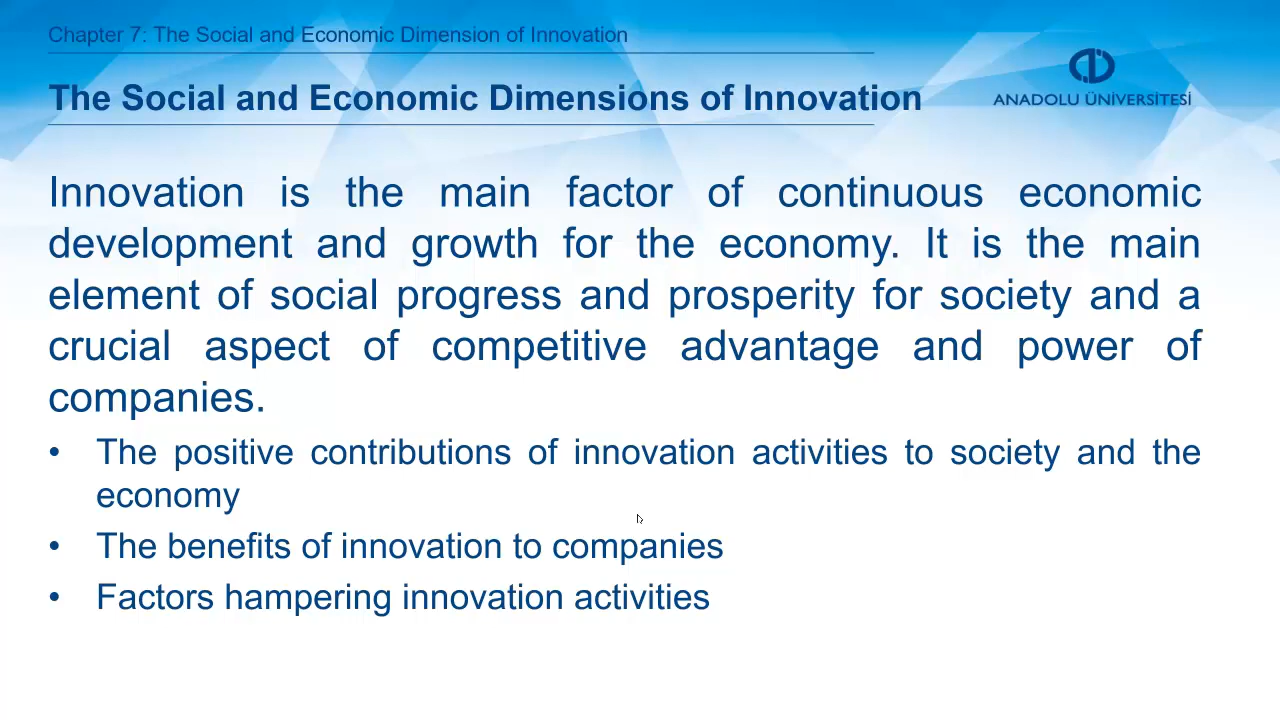 Chapter 7: The Social and Economic Dimension of Innovation
The Social and Economic Dimensions of Innovation
ANADOLU ÜNİVERSİTESİ
Innovation is the main factor of continuous economic
development and growth for the economy. It is the main
element of social progress and prosperity for society and a
crucial aspect of competitive advantage and power of
companies.
• The positive contributions of innovation activities to society and the
economy
• The benefits of innovation to companies
• Factors hampering innovation activities